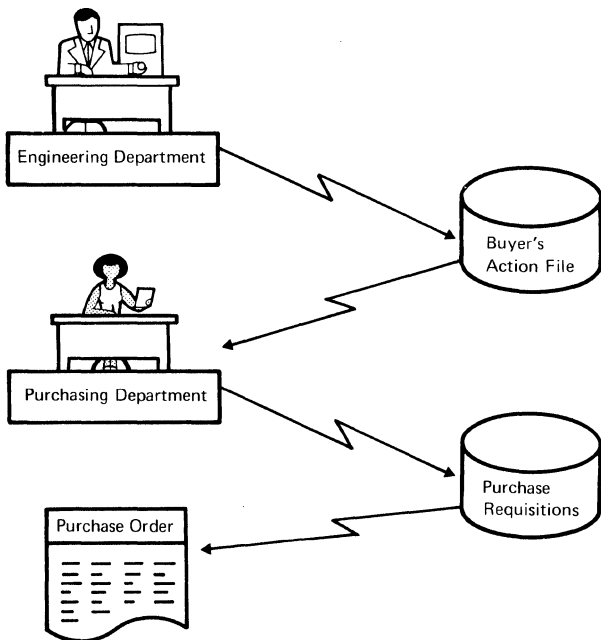 Engineering Department
Buyer's
Action File
Purchasing Department
Purchase
Requisitions
Purchase Order